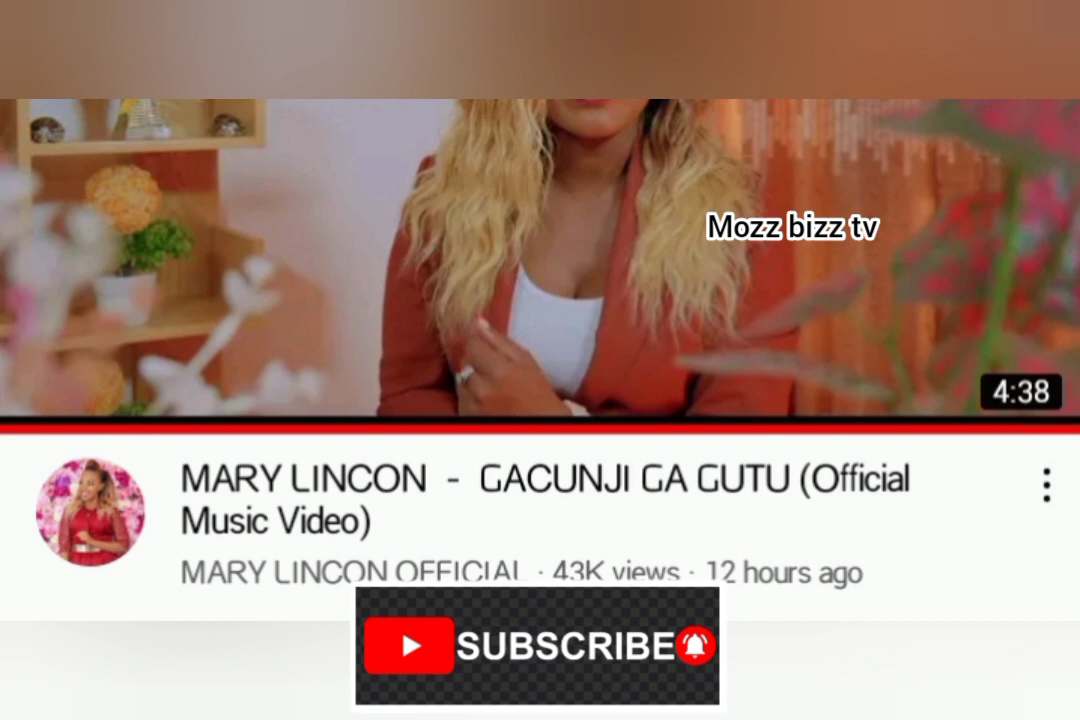 Mozz bizz tv
4:38
MARY LINCON - GACUNJI GA GUTU (Official
Music Video)
MARY LINCON OFFICIAL · 43K views · 12 hours ago
SUBSCRIBE